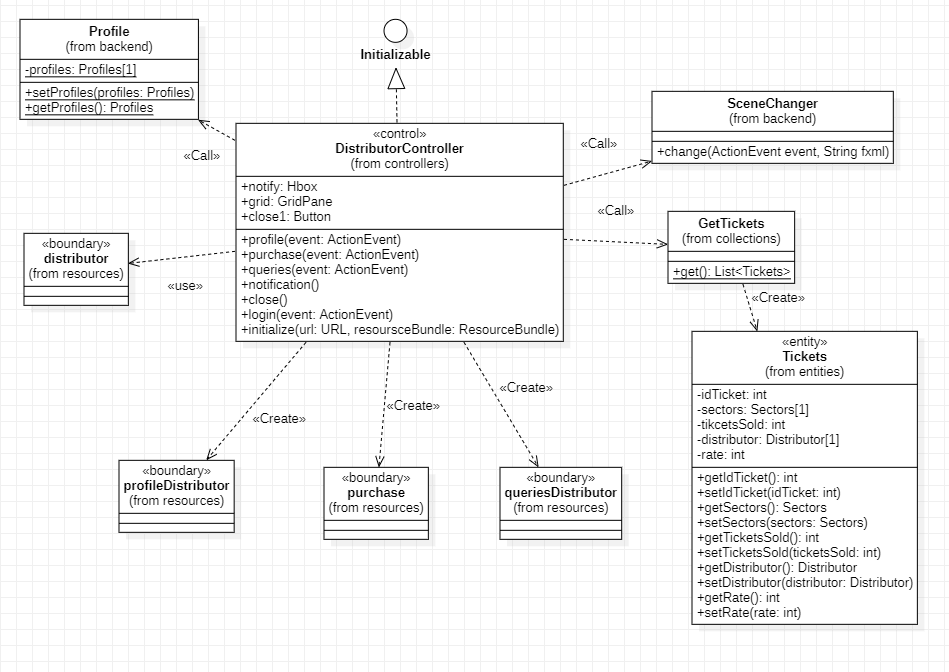 Profile
(from backend)
-profiles: Profiles[1]
+setProfiles(profiles: Profiles)
+getProfiles(): Profiles
Initializable
SceneChanger
(from backend)
+change(ActionEvent event, String fxml)
«Call»
«control»
DistributorController
(from controllers)
+notify: Hbox
+grid: GridPane
+close1: Button
+profile(event: ActionEvent)
+purchase(event: ActionEvent)
+queries(event: ActionEvent)
+notification()
+close()
+login(event: ActionEvent)
+initialize(url: URL, resoursceBundle: ResourceBundle)
«Call»
«Call»
GetTickets
(from collections)
+get(): List<Tickets>
«boundary»
distributor
(from resources)
«use»
«Create»
«entity»
Tickets
(from entities)
-idTicket: int
-sectors: Sectors[1]
-tikcetsSold: int
-distributor: Distributor[1]
-rate: int
+getIdTicket(): int
+setIdTicket(idTicket: int)
+getSectors(): Sectors
+setSectors(sectors: Sectors)
+getTicketsSold(): int
+setTicketsSold(ticketsSold: int)
+getDistributor(): Distributor
+setDistributor(distributor: Distributor)
+getRate(): int
+setRate(rate: int)
«Create»
«Create»
«Create»
«boundary»
profileDistributor
(from resources)
«boundary»
purchase
(from resources)
«boundary»
queriesDistributor
(from resources)